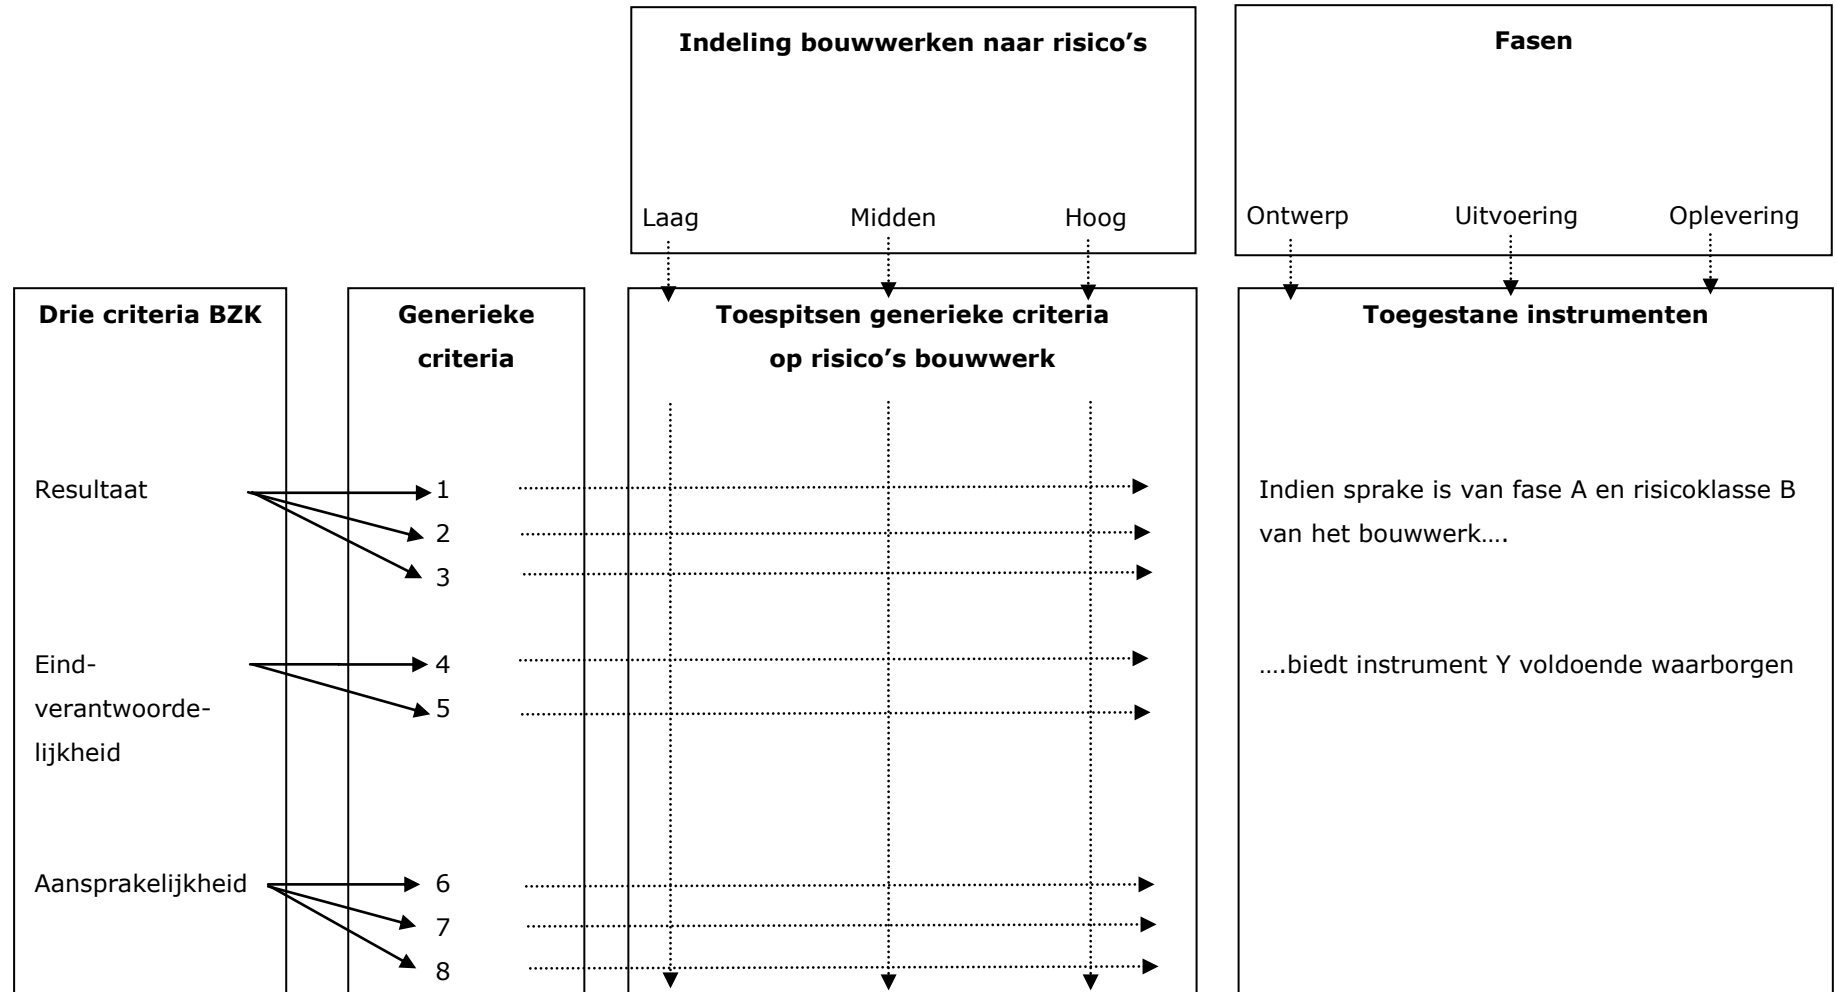 Indeling bouwwerken naar risico's
Laag Midden Hoog
Fasen
Ontwerp Uitvoering Oplevering
Drie criteria BZK
Resultaat
Eind-
verantwoorde-
lijkheid
Aansprakelijkheid
Generieke
criteria
1
2
3
4
5
6
7
8
Toespitsen generieke criteria
op risico's bouwwerk
Toegestane instrumenten
Indien sprake is van fase A en risicoklasse B
van het bouwwerk….
….biedt instrument Y voldoende waarborgen